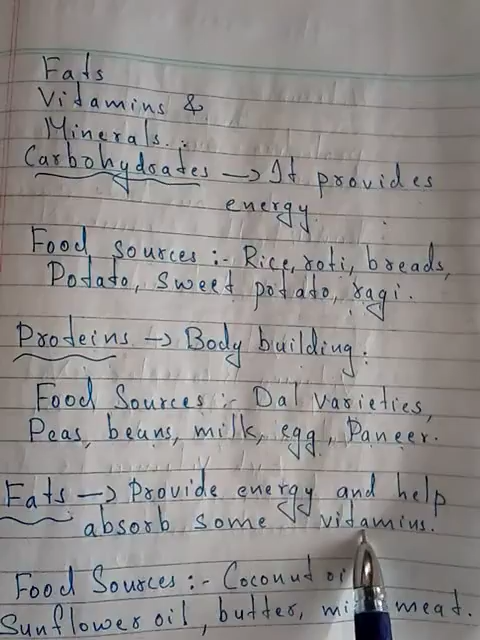 Fats
Vitamins &
Minerals.
Carbohydrates → It provides
energy.
Food sources :- Rice, roti, breads,
Potato, sweet potato, ragi.
Proteins → Body building.
Food Sources :- Dal varieties,
Peas, beans, milk, egg, Paneer.
Fats → Provide energy and help
absorb some vitamins.
Food Sources :- Coconut
Sunflower oil, butter, meat.